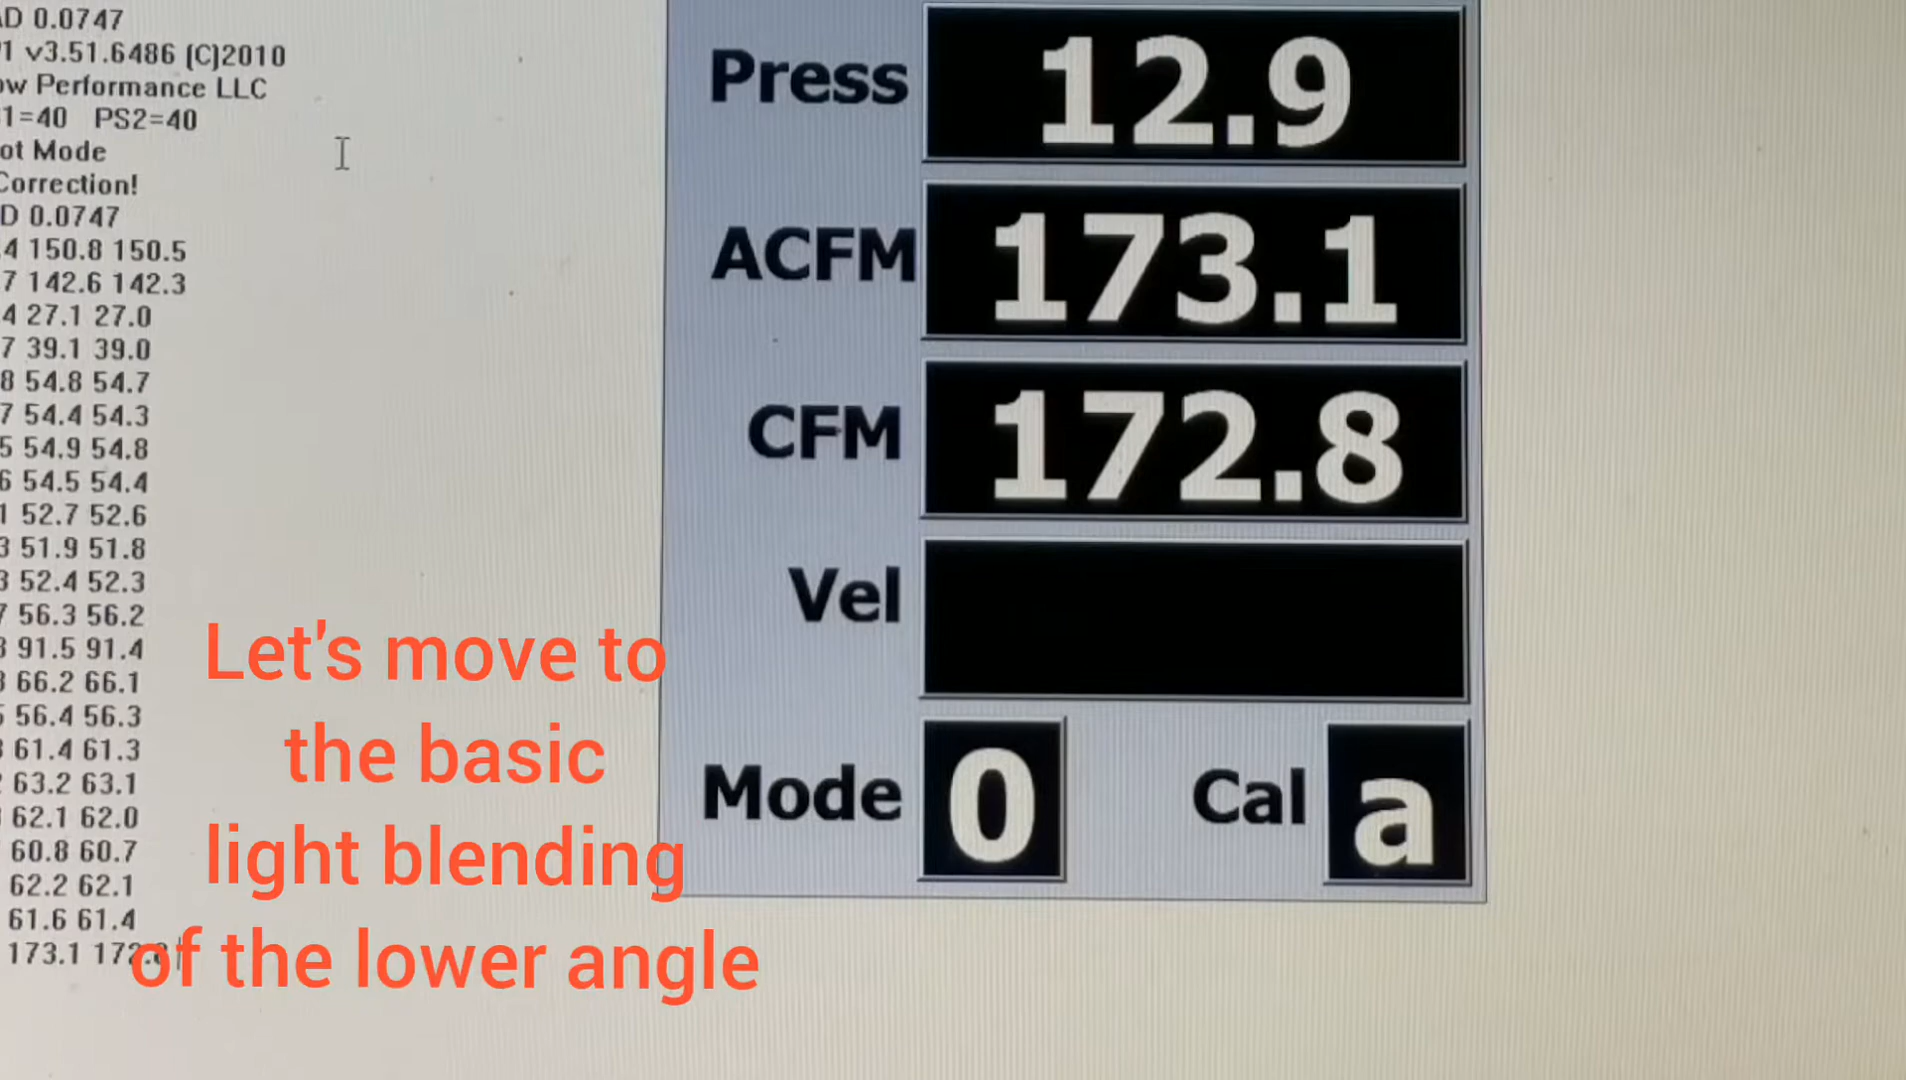 AD 0.0747
1 v3.51.6486 (C)2010
ow Performance LLC
1=40 PS2=40
ot Mode
Correction!
D 0.0747
.4 150.8 150.5
7 142.6 142.3
4 27.1 27.0
7 39.1 39.0
8 54.8 54.7
7 54.4 54.3
5 54.9 54.8
6 54.5 54.4
1 52.7 52.6
3 51.9 51.8
3 52.4 52.3
7 56.3 56.2
3 91.5 91.4
3 66.2 66.1
56.4 56.3
61.4 61.3
63.2 63.1
62.1 62.0
60.8 60.7
62.2 62.1
61.6 61.4
173.1 172.8
Press 12.9
ACFM 173.1
CFM 172.8
Vel
Mode 0 Cal a
Let's move to
the basic
light blending
of the lower angle